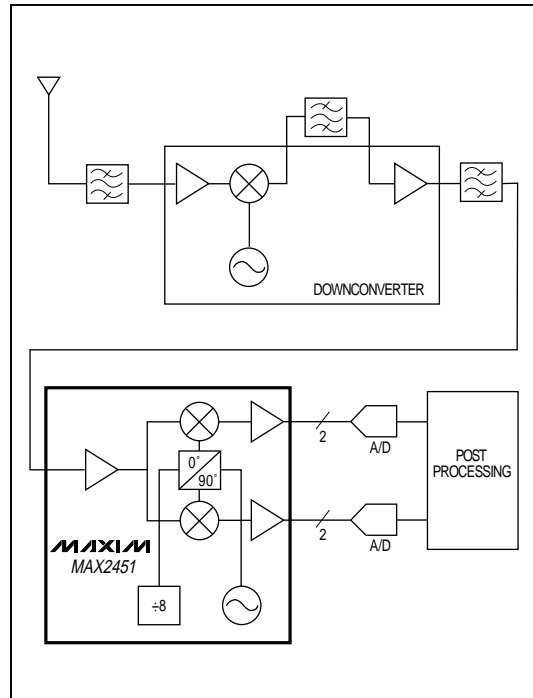 DOWNCONVERTER
0°
90°
2
A/D
POST
PROCESSING
2
A/D
MAXIM
MAX2451
÷8